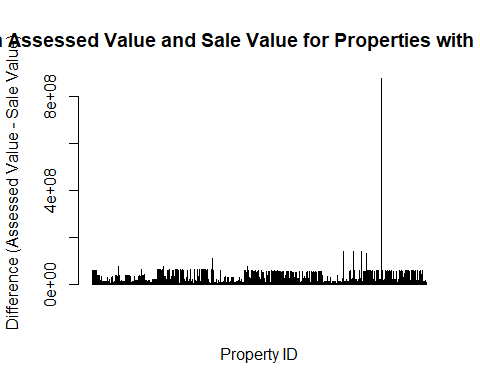 n Assessed Value and Sale Value for Properties with
Difference (Assessed Value - Sale Value)
8e+08
4e+08
0e+00
Property ID